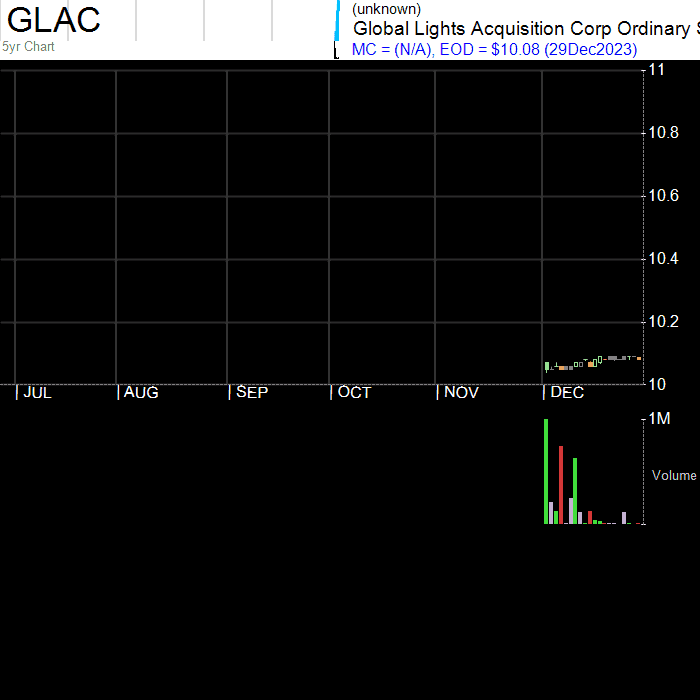 GLAC
5yr Chart
(unknown)
Global Lights Acquisition Corp Ordinary S
MC = (N/A), EOD = $10.08 (29Dec2023)
11
10.8
10.6
10.4
10.2
10
| JUL | AUG | SEP | OCT | NOV | DEC
1M
Volume